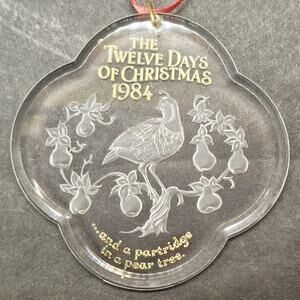 THE
TWELVE DAYS
OF CHRISTMAS
1984
...and a partridge
in a pear tree.